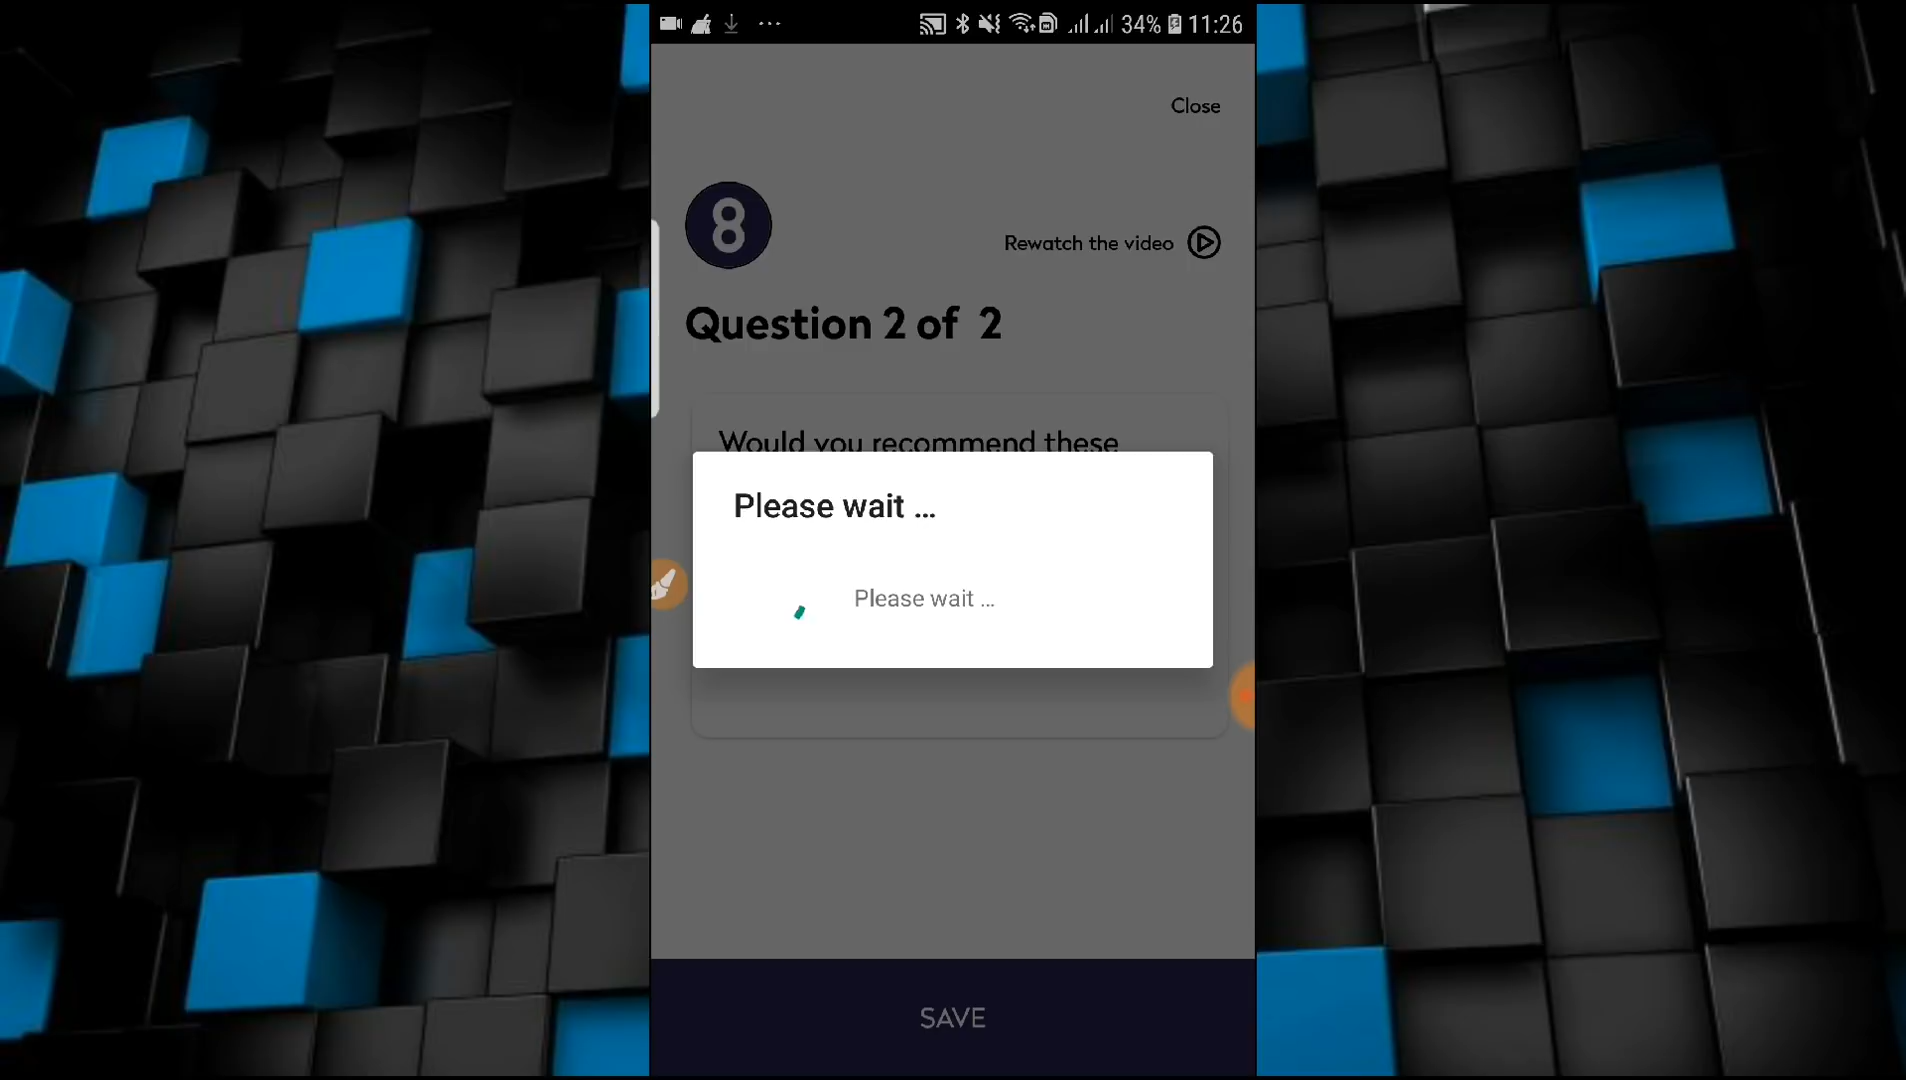 34% 11:26
Close
8
Rewatch the video
Question 2 of 2
Would you recommend these
Please wait ...
Please wait ...
SAVE